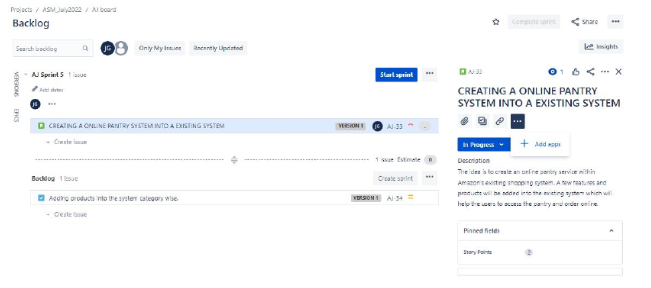 Projects / ASM_July2022 / AJ board
Backlog
Complete sprint
Share
Search backlog
JG
Only My Issues
Recently Updated
Insights
VERSIONS
EPICS
AJ Sprint 5 1 issue
Start sprint
Add dates
JG
CREATING A ONLINE PANTRY SYSTEM INTO A EXISTING SYSTEM
VERSION 1
JG
AJ-33
Create issue
1 issue Estimate 0
Backlog 1 issue
Create sprint
Adding products into the system category wise.
VERSION 1
AJ-34
Create issue
AJ-33
1
CREATING A ONLINE PANTRY
SYSTEM INTO A EXISTING SYSTEM
In Progress
Add apps
Description
The idea is to create an online pantry service within
Amazon's existing shopping system. A few features and
products will be added into the existing system which will
help the users to access the pantry and order online.
Pinned fields
Story Points